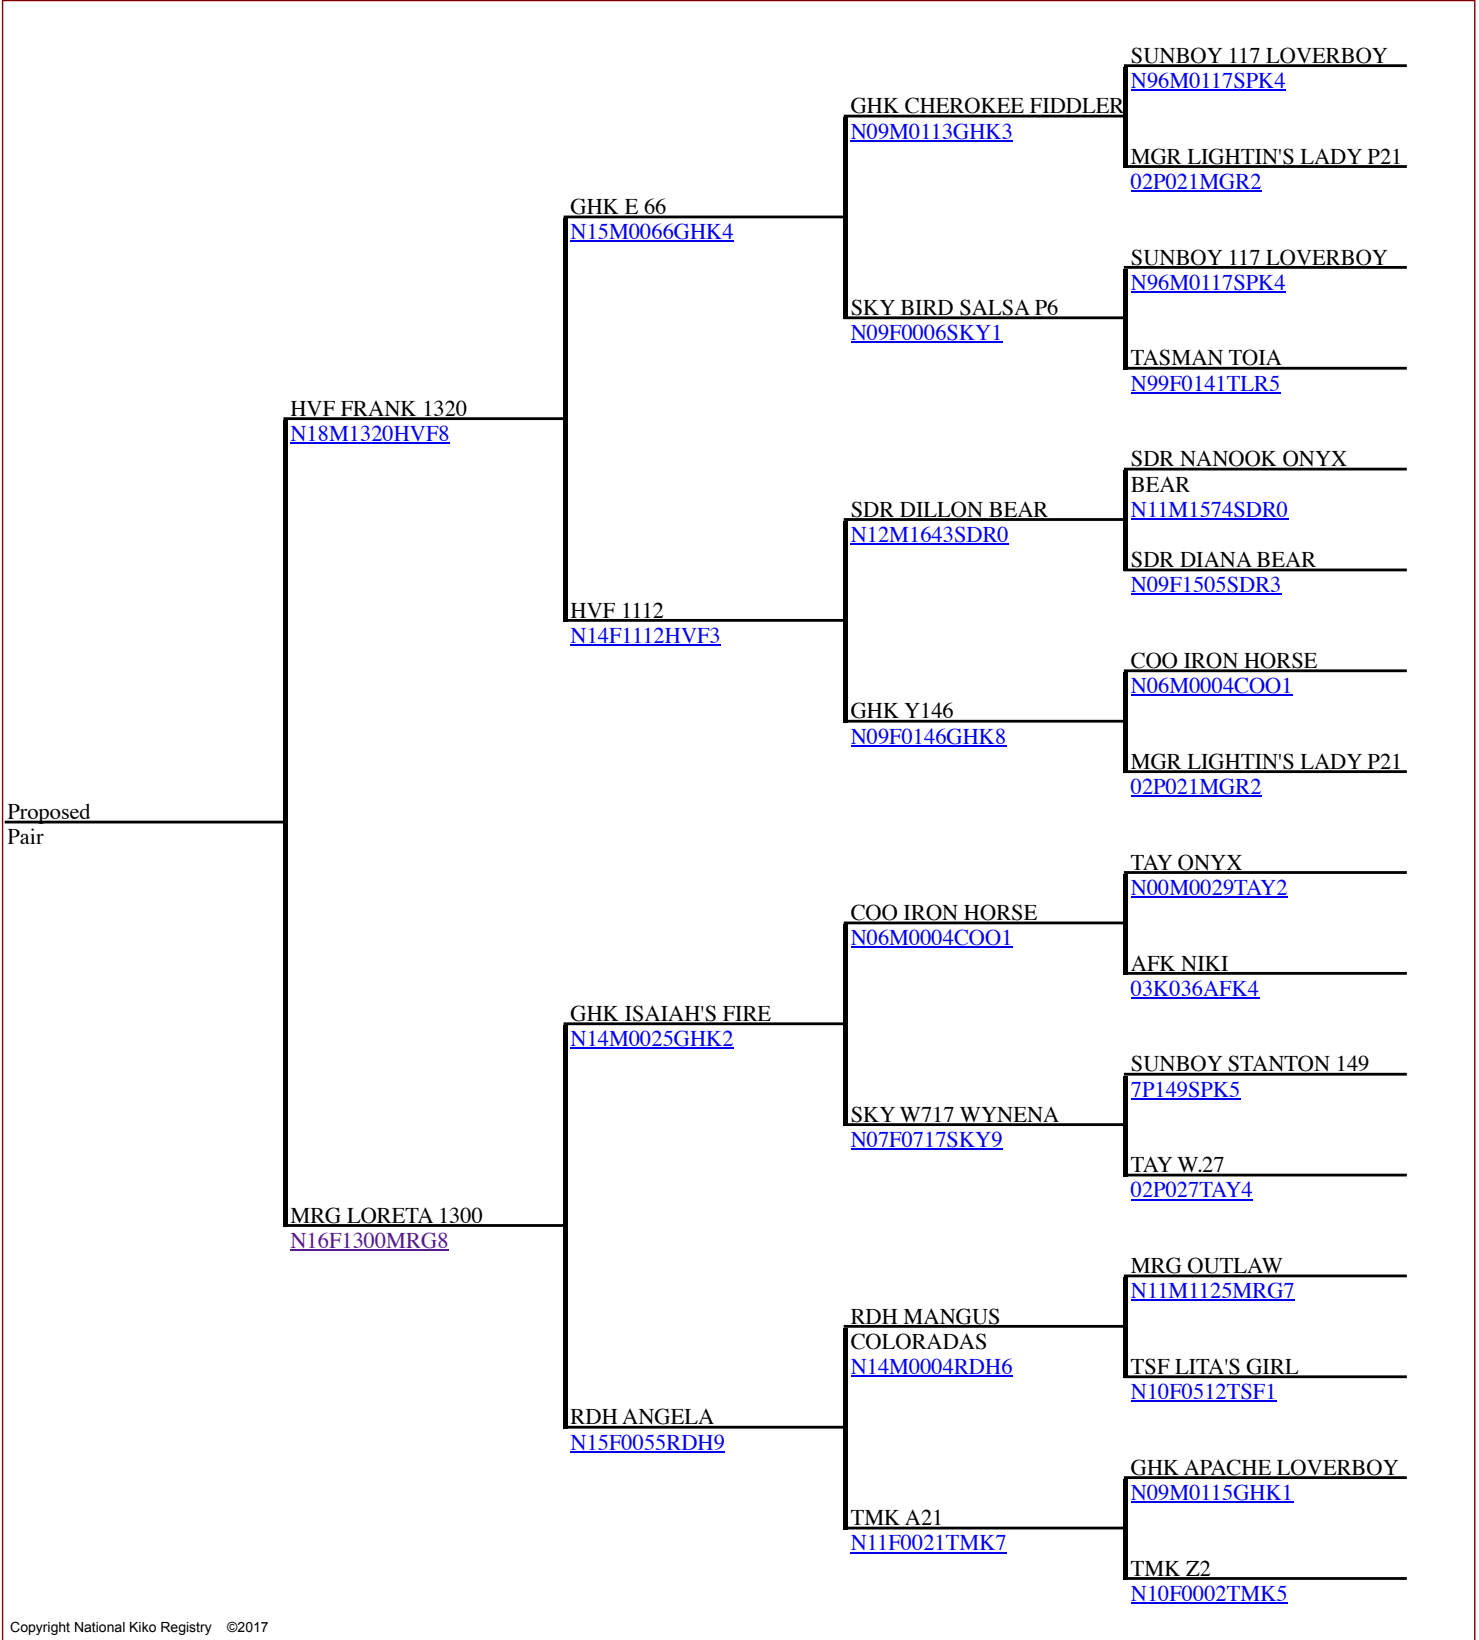 SUNBOY 117 LOVERBOY
N96M0117SPK4
GHK CHEROKEE FIDDLER
N09M0113GHK3
MGR LIGHTIN'S LADY P21
02P021MGR2
GHK E 66
N15M0066GHK4
SUNBOY 117 LOVERBOY
N96M0117SPK4
SKY BIRD SALSA P6
N09F0006SKY1
TASMAN TOIA
N99F0141TLR5
HVF FRANK 1320
N18M1320HVF8
SDR NANOOK ONYX
BEAR
N11M1574SDR0
SDR DILLON BEAR
N12M1643SDR0
SDR DIANA BEAR
N09F1505SDR3
HVF 1112
N14F1112HVF3
COO IRON HORSE
N06M0004COO1
GHK Y146
N09F0146GHK8
MGR LIGHTIN'S LADY P21
02P021MGR2
Proposed
Pair
TAY ONYX
N00M0029TAY2
COO IRON HORSE
N06M0004COO1
AFK NIKI
03K036AFK4
GHK ISAIAH'S FIRE
N14M0025GHK2
SUNBOY STANTON 149
7P149SPK5
SKY W717 WYNENA
N07F0717SKY9
TAY W.27
02P027TAY4
MRG LORETA 1300
N16F1300MRG8
MRG OUTLAW
N11M1125MRG7
RDH MANGUS
COLORADAS
N14M0004RDH6
TSF LITA'S GIRL
N10F0512TSF1
RDH ANGELA
N15F0055RDH9
GHK APACHE LOVERBOY
N09M0115GHK1
TMK A21
N11F0021TMK7
TMK Z2
N10F0002TMK5
Copyright National Kiko Registry ©2017